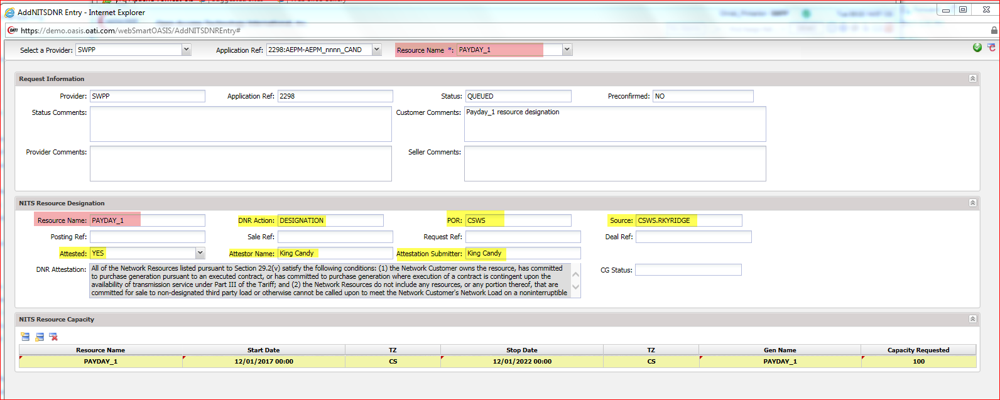 AddNITSDNR Entry - Internet Explorer
OATI https://demo.oasis.oati.com/webSmartOASIS/AddNITSDNREntry#
Select a Provider: SWPP Application Ref: 2298:AEPM-AEPM_nnnn_CAND Resource Name *: PAYDAY_1
Request Information
Provider: SWPP Application Ref: 2298 Status: QUEUED Preconfirmed: NO
Status Comments: Customer Comments: Payday_1 resource designation
Provider Comments: Seller Comments:
NITS Resource Designation
Resource Name: PAYDAY_1 DNR Action: DESIGNATION POR: CSWS Source: CSWS.RKYRIDGE
Posting Ref: Sale Ref: Request Ref: Deal Ref:
Attested: YES Attestor Name: King Candy Attestation Submitter: King Candy
DNR Attestation: All of the Network Resources listed pursuant to Section 29.2(v) satisfy the following conditions: (1) the Network Customer owns the resource, has committed CG Status:
to purchase generation pursuant to an executed contract, or has committed to purchase generation where execution of a contract is contingent upon the
availability of transmission service under Part III of the Tariff; and (2) the Network Resources do not include any resources, or any portion thereof, that are
committed for sale to non-designated third party load or otherwise cannot be called upon to meet the Network Customer's Network Load on a noninterruptible
NITS Resource Capacity
Resource Name Start Date TZ Stop Date TZ Gen Name Capacity Requested
PAYDAY_1 12/01/2017 00:00 CS 12/01/2022 00:00 CS PAYDAY_1 100